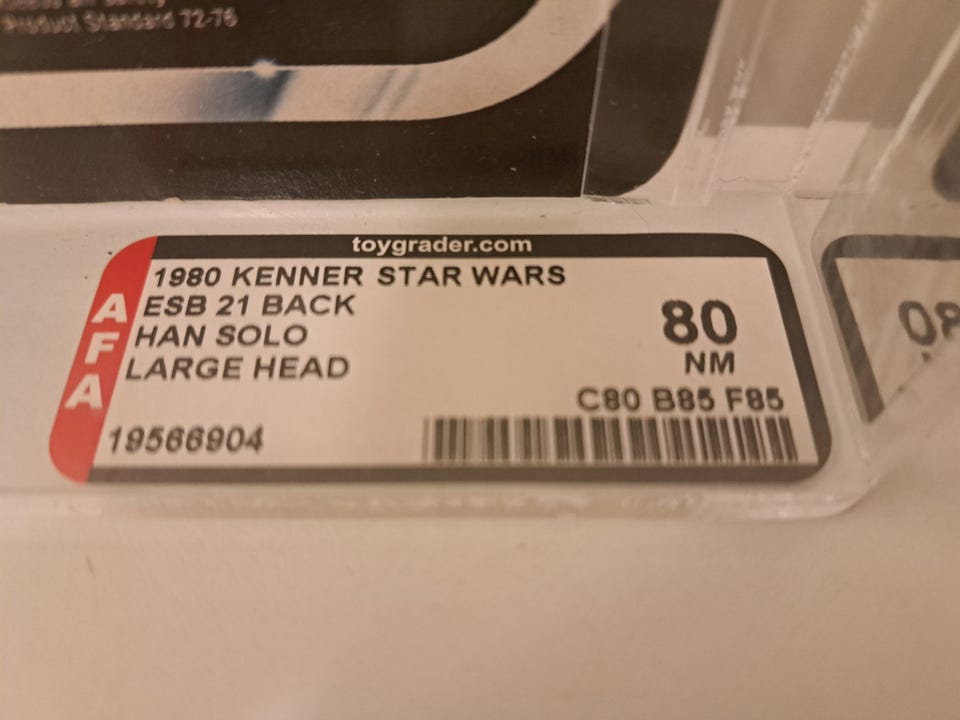 Product Standard 72-76
toygrader.com
AFA
1980 KENNER STAR WARS
ESB 21 BACK
HAN SOLO
LARGE HEAD
80
NM
C80 B85 F85
19566904